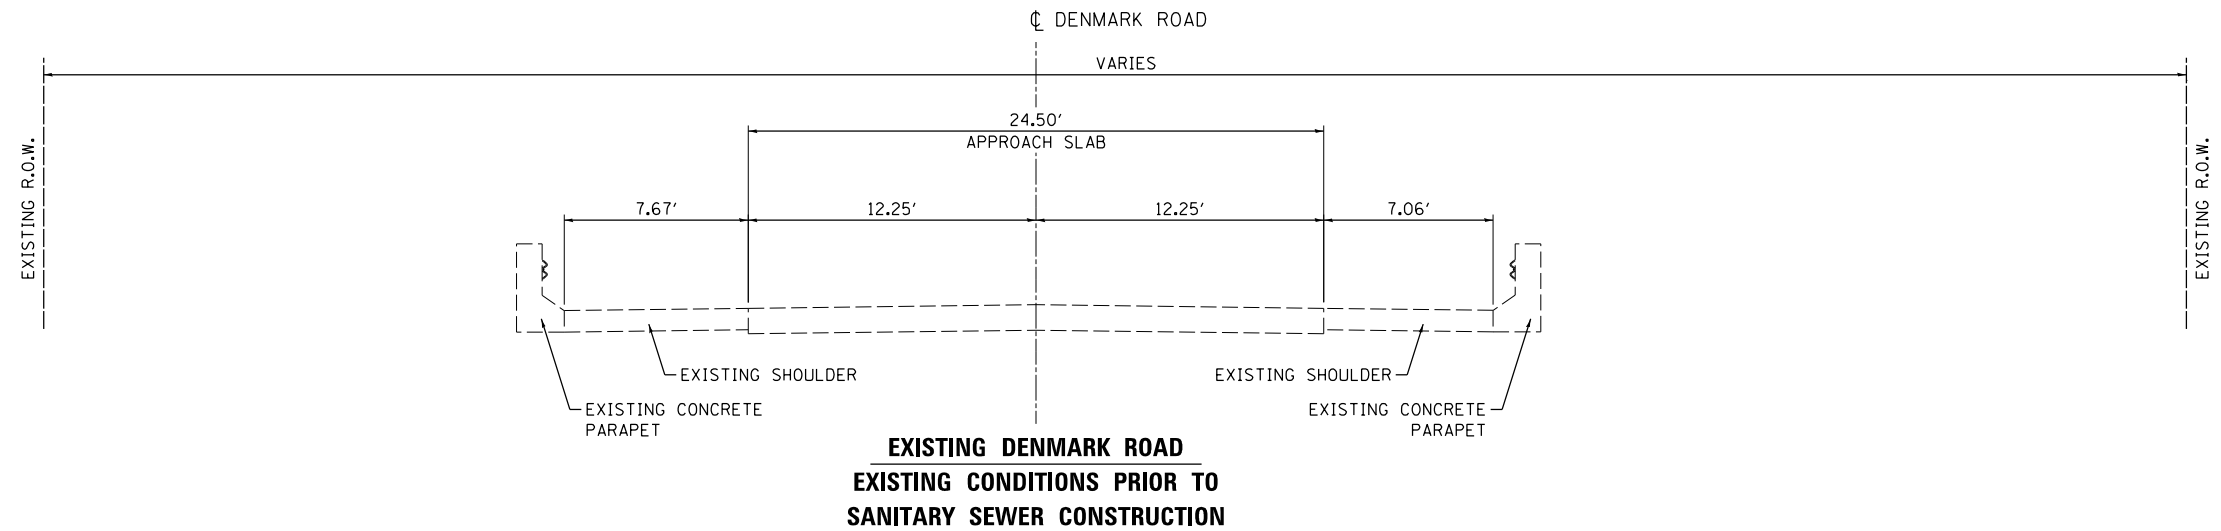 ℄ DENMARK ROAD
VARIES
24.50'
APPROACH SLAB
7.67'
12.25'
12.25'
7.06'
EXISTING R.O.W.
EXISTING R.O.W.
EXISTING SHOULDER
EXISTING SHOULDER
EXISTING CONCRETE
PARAPET
EXISTING CONCRETE
PARAPET
EXISTING DENMARK ROAD
EXISTING CONDITIONS PRIOR TO
SANITARY SEWER CONSTRUCTION